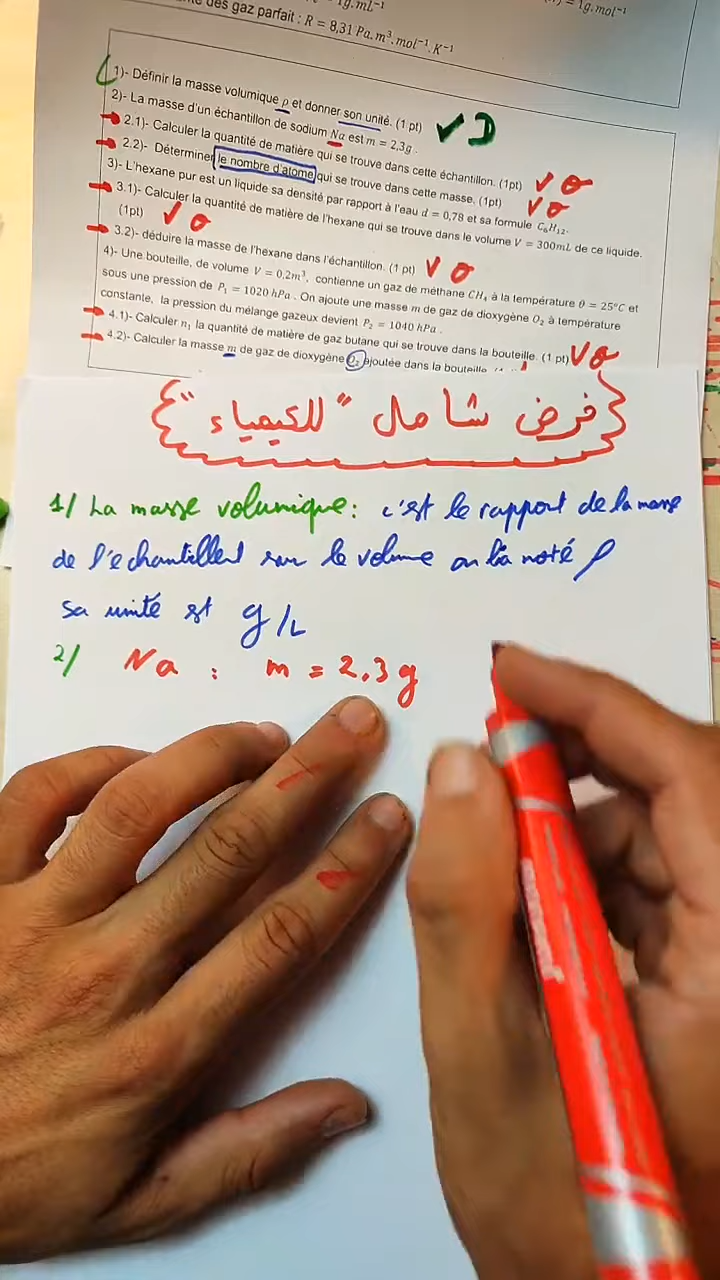 des gaz parfait : R = 8,31 Pa.m³.mol⁻¹.K⁻¹
1g.mL⁻¹
= 1g.mol⁻¹
1)- Définir la masse volumique ρ et donner son unité. (1 pt)
2)- La masse d'un échantillon de sodium Na est m = 2,3g .
2.1)- Calculer la quantité de matière qui se trouve dans cette échantillon. (1pt)
2.2)- Déterminer le nombre d'atome qui se trouve dans cette masse. (1pt)
3)- L'hexane pur est un liquide sa densité par rapport à l'eau d = 0,78 et sa formule C₆H₁₂.
3.1)- Calculer la quantité de matière de l'hexane qui se trouve dans le volume V = 300mL de ce liquide.
(1pt)
3.2)- déduire la masse de l'hexane dans l'échantillon. (1 pt)
4)- Une bouteille, de volume V = 0,2m³, contienne un gaz de méthane CH₄ à la température θ = 25°C et
sous une pression de P₁ = 1020 hPa . On ajoute une masse m de gaz de dioxygène O₂ à température
constante, la pression du mélange gazeux devient P₂ = 1040 hPa .
4.1)- Calculer n₁ la quantité de matière de gaz butane qui se trouve dans la bouteille. (1 pt)
4.2)- Calculer la masse m de gaz de dioxygène O₂ ajoutée dans la bouteille.
فرض شامل "للكيمياء"
1/ La masse volumique : c'est le rapport de la masse
de l'echantillent sur le volume on la noté ρ
sa unité est g/L
2/ Na : m = 2.3 g